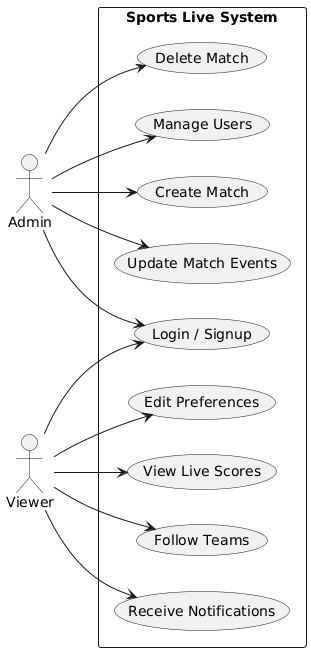 Sports Live System
Delete Match
Manage Users
Create Match
Admin
Update Match Events
Login / Signup
Edit Preferences
View Live Scores
Viewer
Follow Teams
Receive Notifications